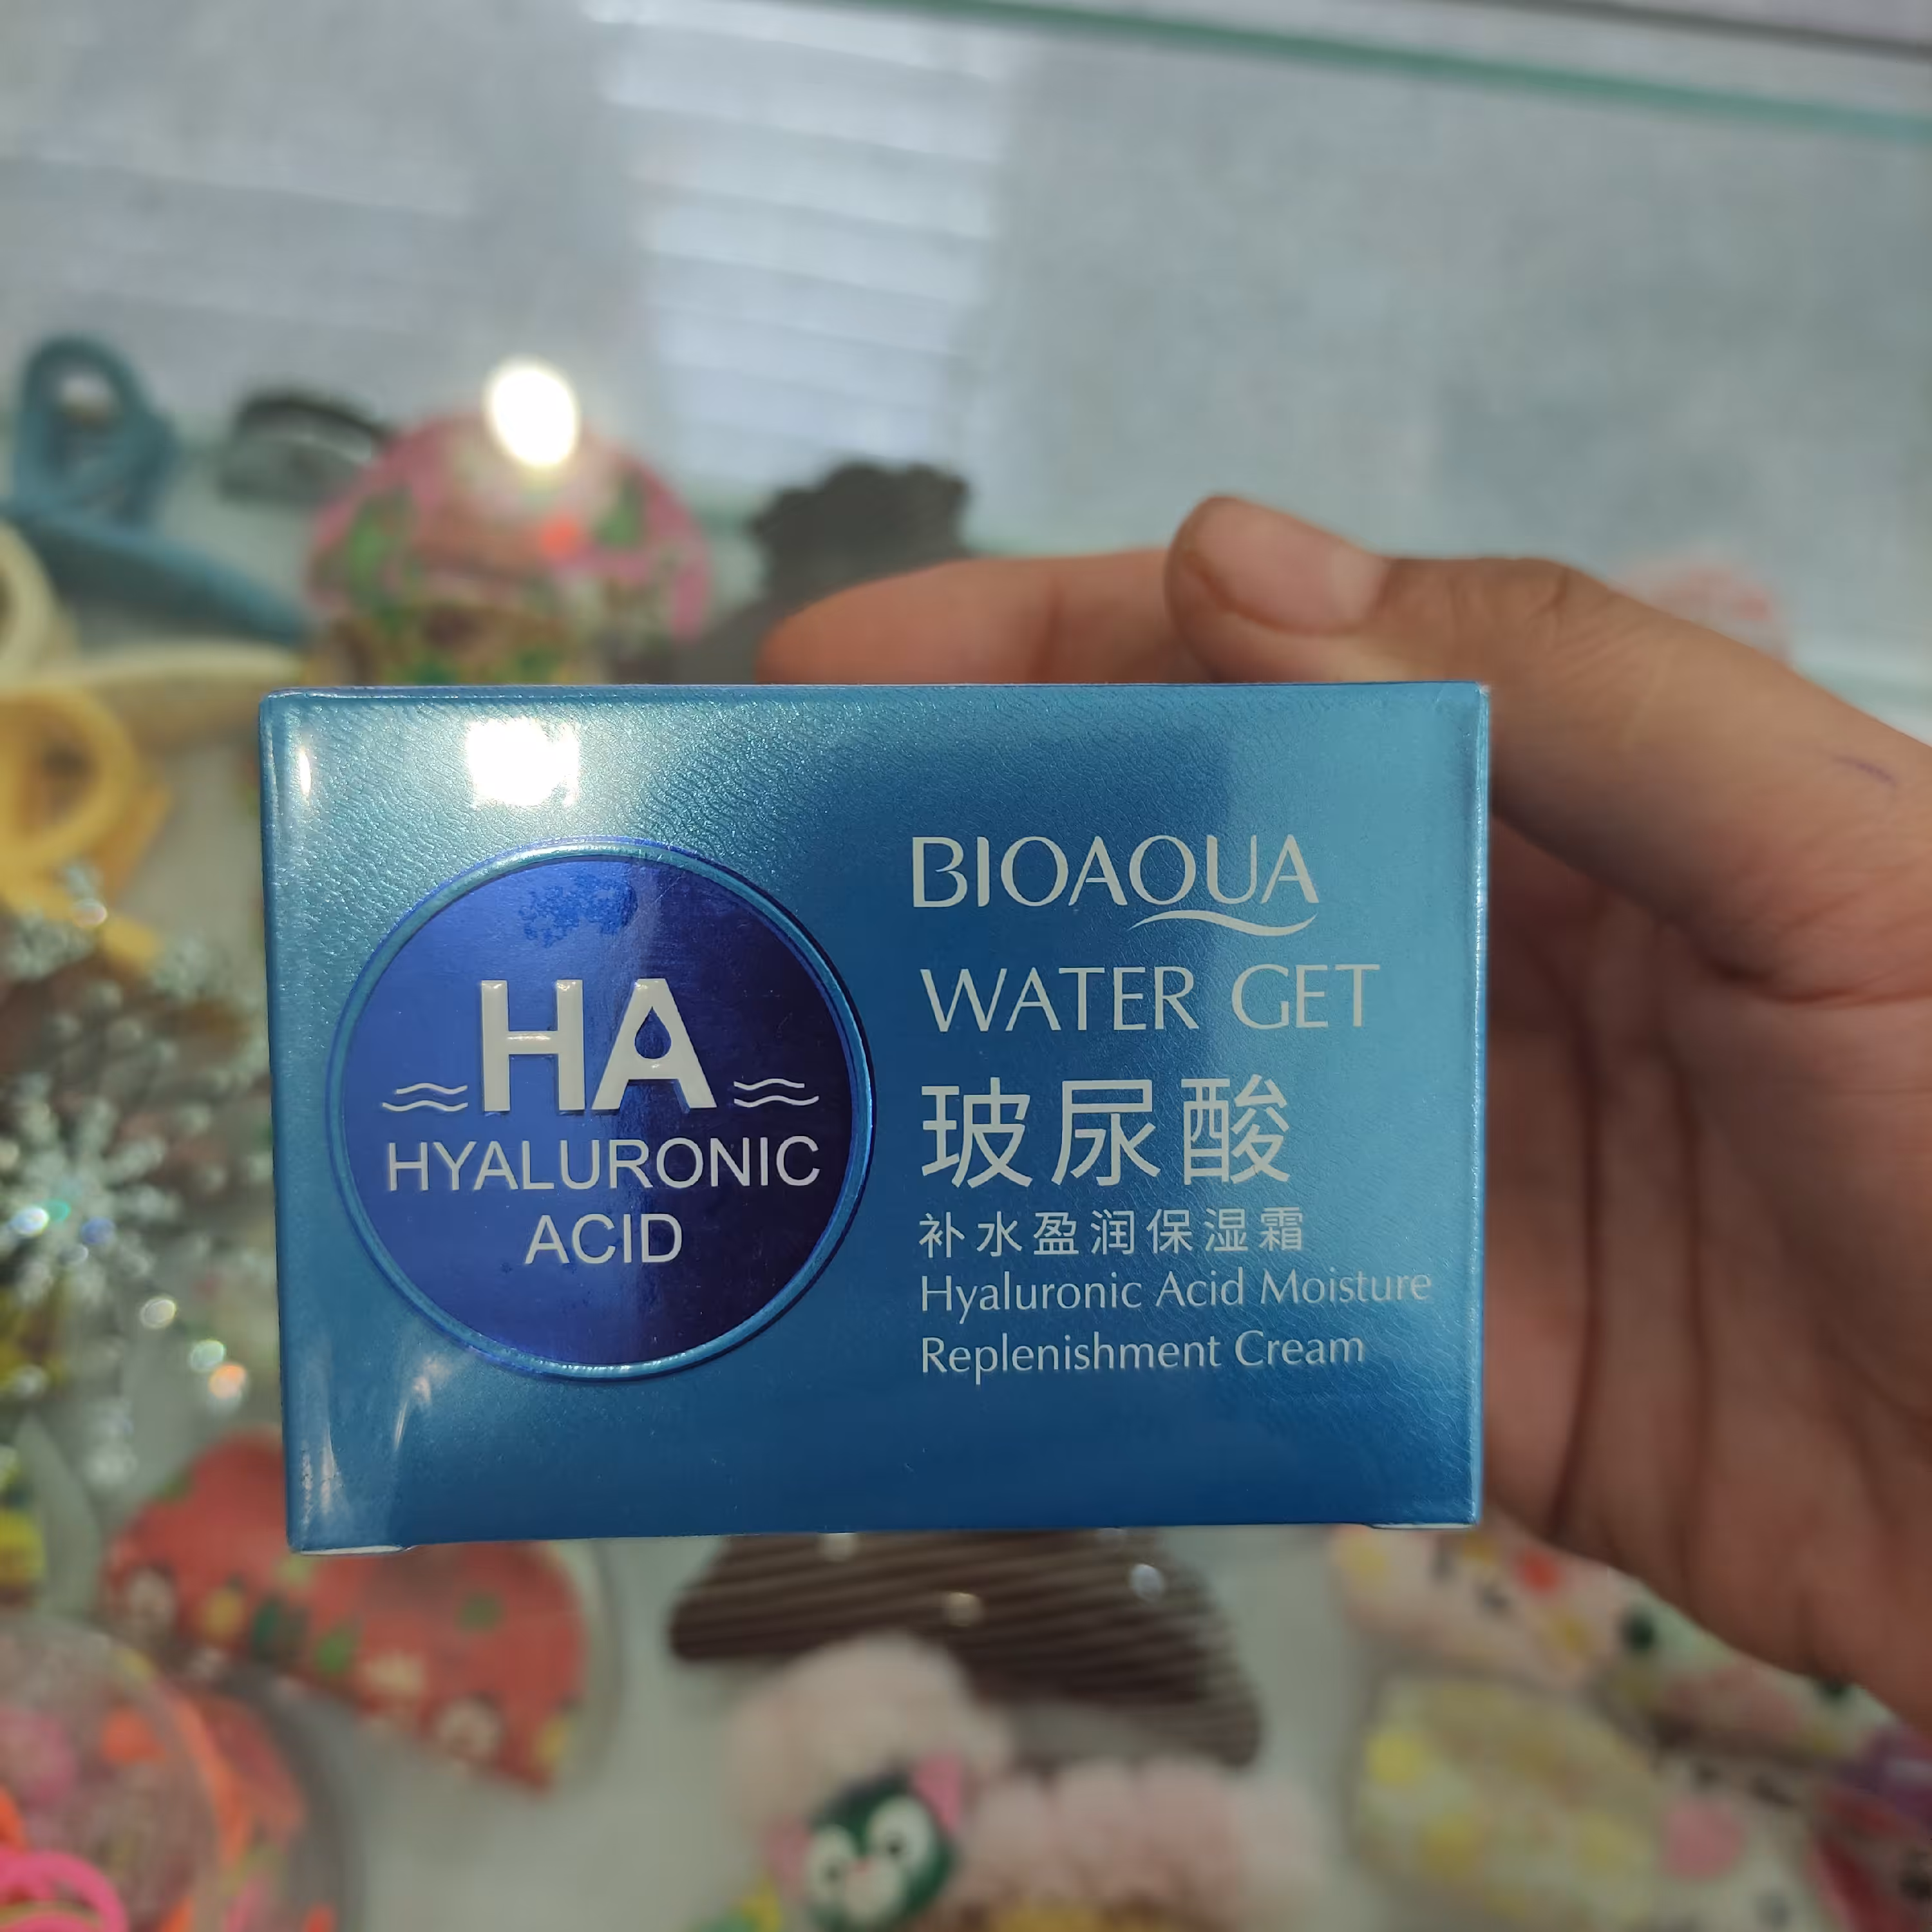 HA
HYALURONIC
ACID
BIOAQUA
WATER GET
玻尿酸
补水盈润保湿霜
Hyaluronic Acid Moisture
Replenishment Cream